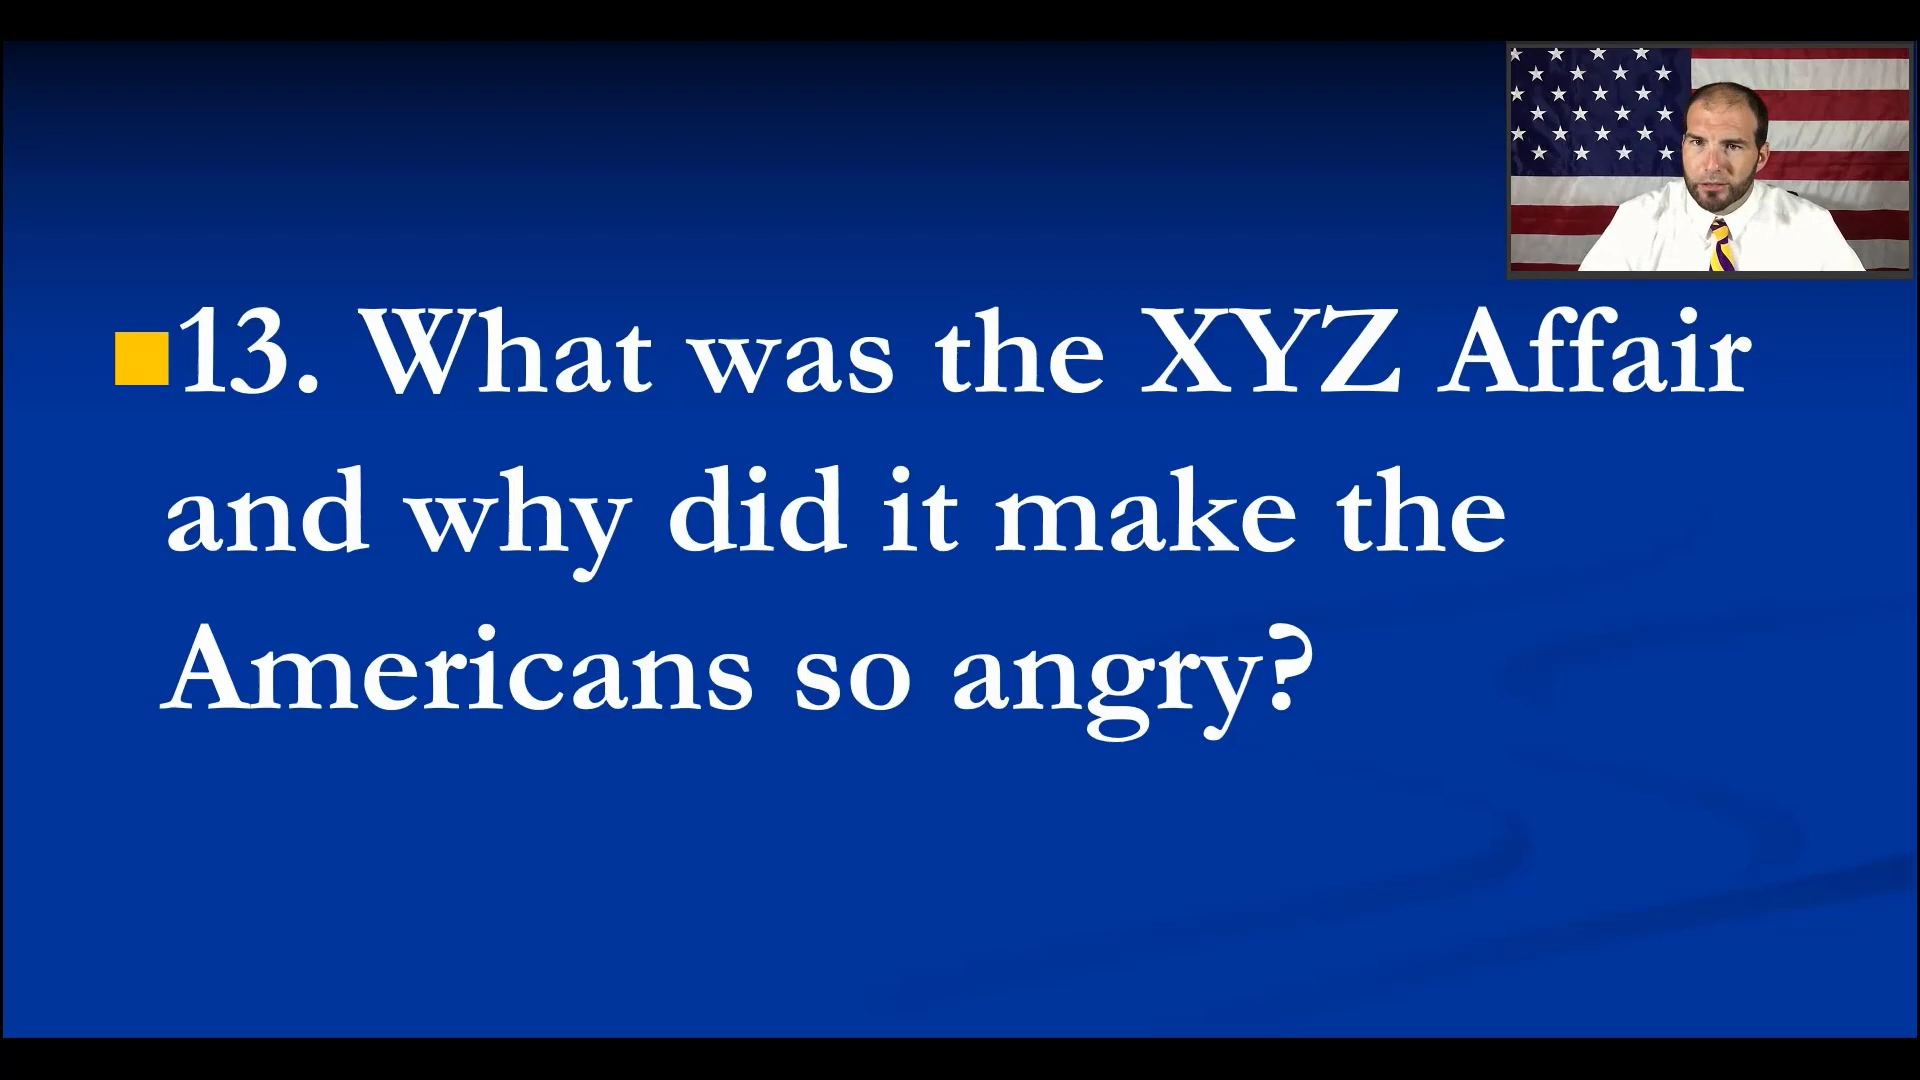 13. What was the XYZ Affair
and why did it make the
Americans so angry?